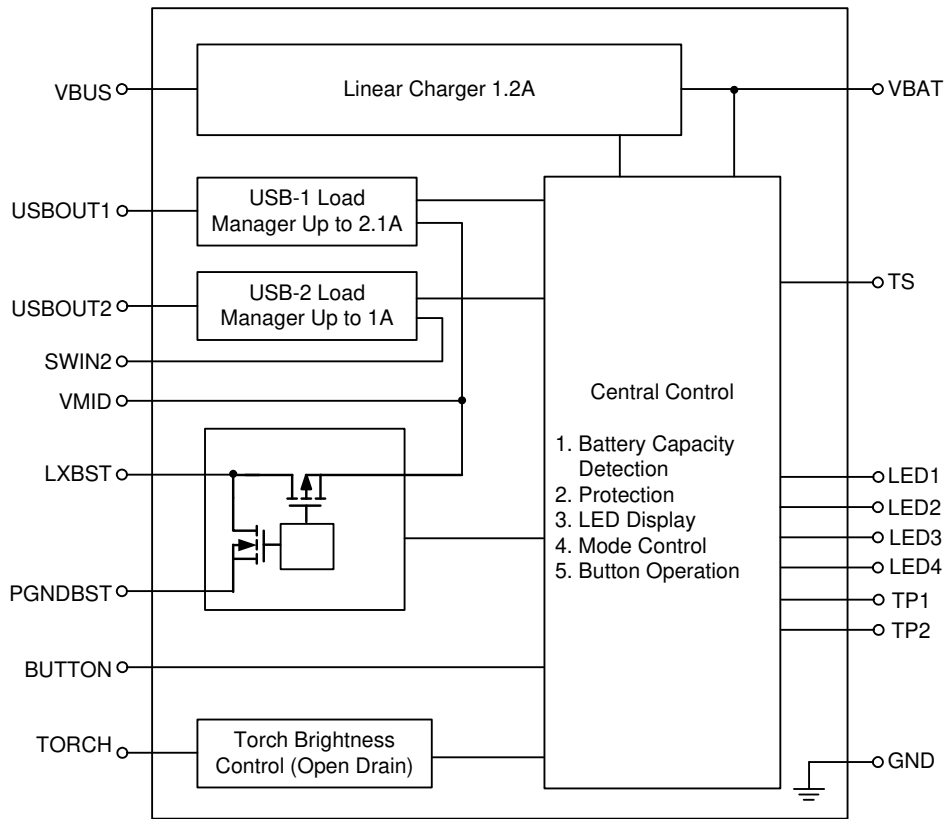 VBUS
Linear Charger 1.2A
VBAT
USBOUT1
USB-1 Load
Manager Up to 2.1A
USBOUT2
USB-2 Load
Manager Up to 1A
TS
SWIN2
VMID
LXBST
PGNDBST
Central Control
1. Battery Capacity
Detection
2. Protection
3. LED Display
4. Mode Control
5. Button Operation
LED1
LED2
LED3
LED4
TP1
TP2
BUTTON
TORCH
Torch Brightness
Control (Open Drain)
GND